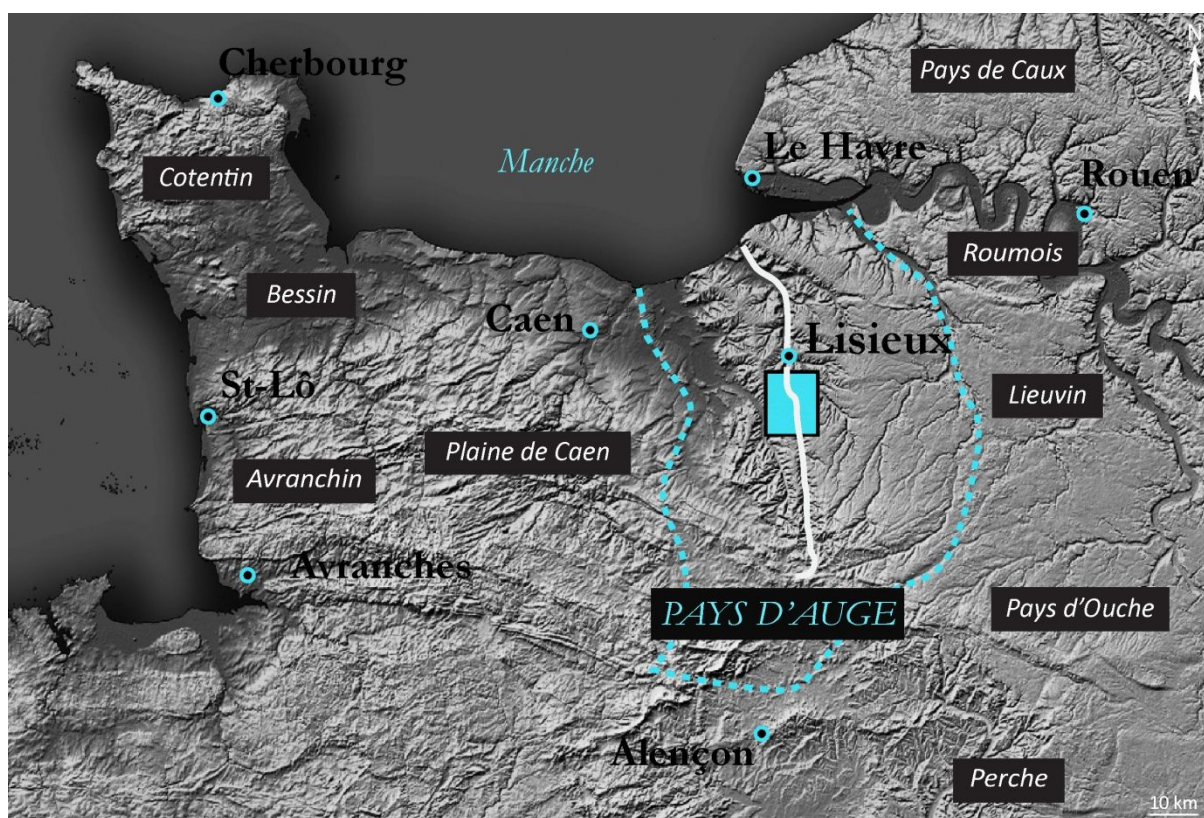 N
Cherbourg
Pays de Caux
Manche
Le Havre
Cotentin
Rouen
Roumois
Bessin
Caen
Lisieux
St-Lô
Lieuvin
Plaine de Caen
Avranchin
Avranches
PAYS D'AUGE
Pays d'Ouche
Alençon
Perche
10 km